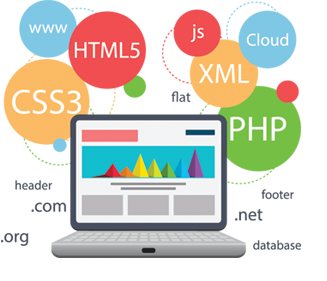 www
HTML5
CSS3
js
Cloud
XML
PHP
flat
header
.com
.org
footer
.net
database